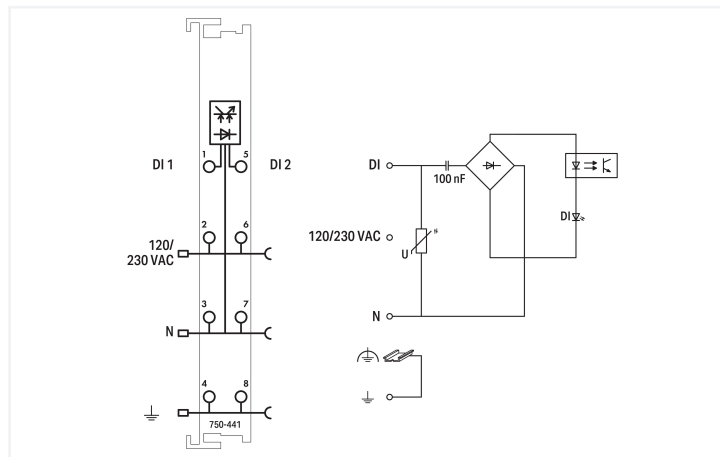 1
5
DI 1
DI 2
2
6
120/
230 VAC
3
7
N
4
8
750-441
DI
100 nF
DI
120/230 VAC
U
N